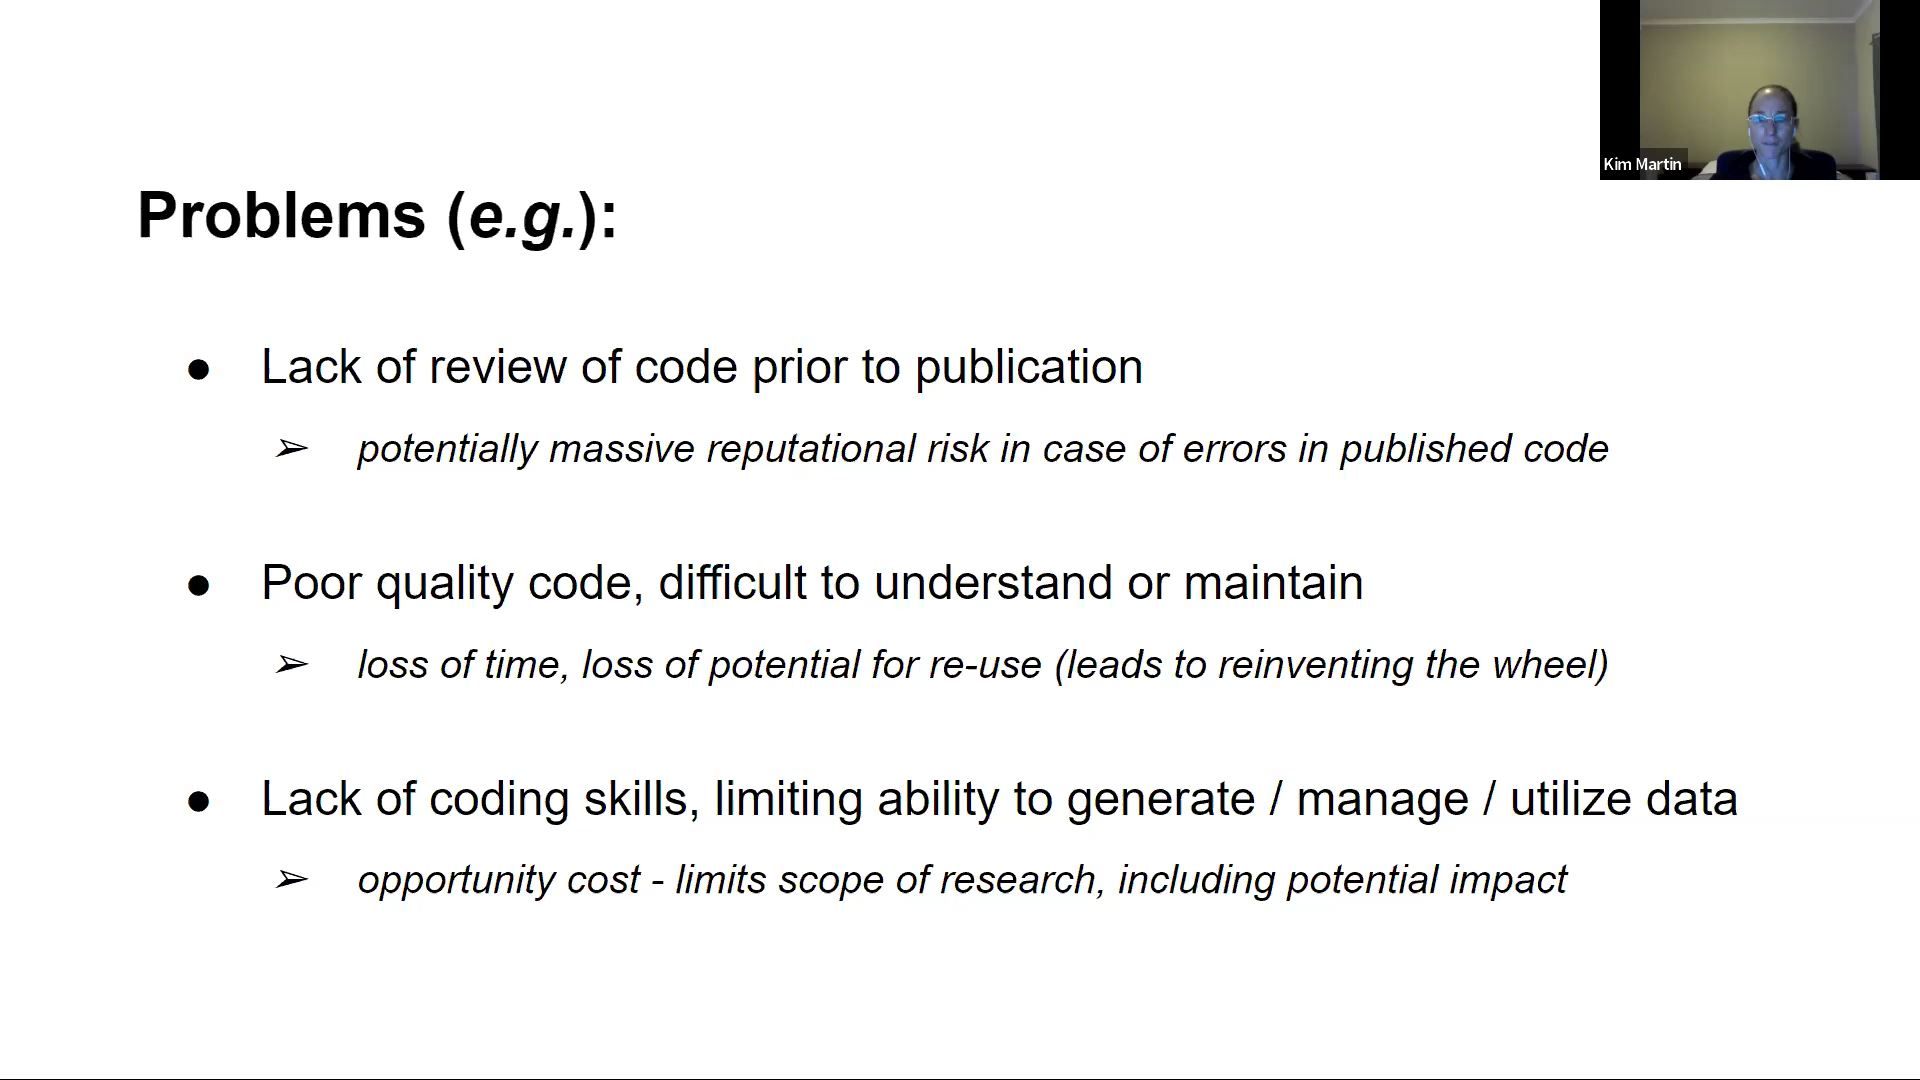 Kim Martin
Problems (e.g.):
● Lack of review of code prior to publication
➢ potentially massive reputational risk in case of errors in published code
● Poor quality code, difficult to understand or maintain
➢ loss of time, loss of potential for re-use (leads to reinventing the wheel)
● Lack of coding skills, limiting ability to generate / manage / utilize data
➢ opportunity cost - limits scope of research, including potential impact